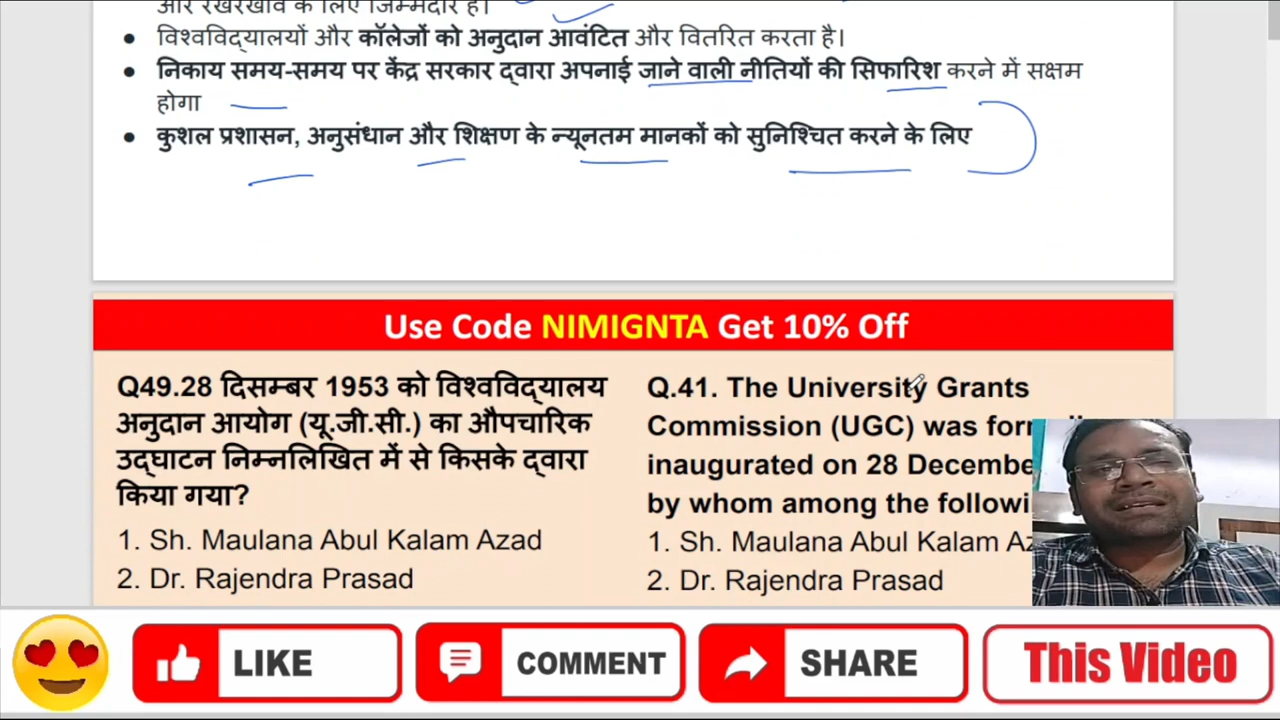 और रखरखाव के लिए जिम्मेदार है।
विश्वविद्यालयों और कॉलेजों को अनुदान आवंटित और वितरित करता है।
निकाय समय-समय पर केंद्र सरकार द्वारा अपनाई जाने वाली नीतियों की सिफारिश करने में सक्षम
होगा
कुशल प्रशासन, अनुसंधान और शिक्षण के न्यूनतम मानकों को सुनिश्चित करने के लिए
Use Code NIMIGNTA Get 10% Off
Q49.28 दिसम्बर 1953 को विश्वविद्यालय
अनुदान आयोग (यू.जी.सी.) का औपचारिक
उद्घाटन निम्नलिखित में से किसके द्वारा
किया गया?
1. Sh. Maulana Abul Kalam Azad
2. Dr. Rajendra Prasad
Q.41. The University Grants
Commission (UGC) was
inaugurated on 28
by whom among the
1. Sh. Maulana Abul Kalam
2. Dr. Rajendra Prasad
LIKE
COMMENT
SHARE
This Video